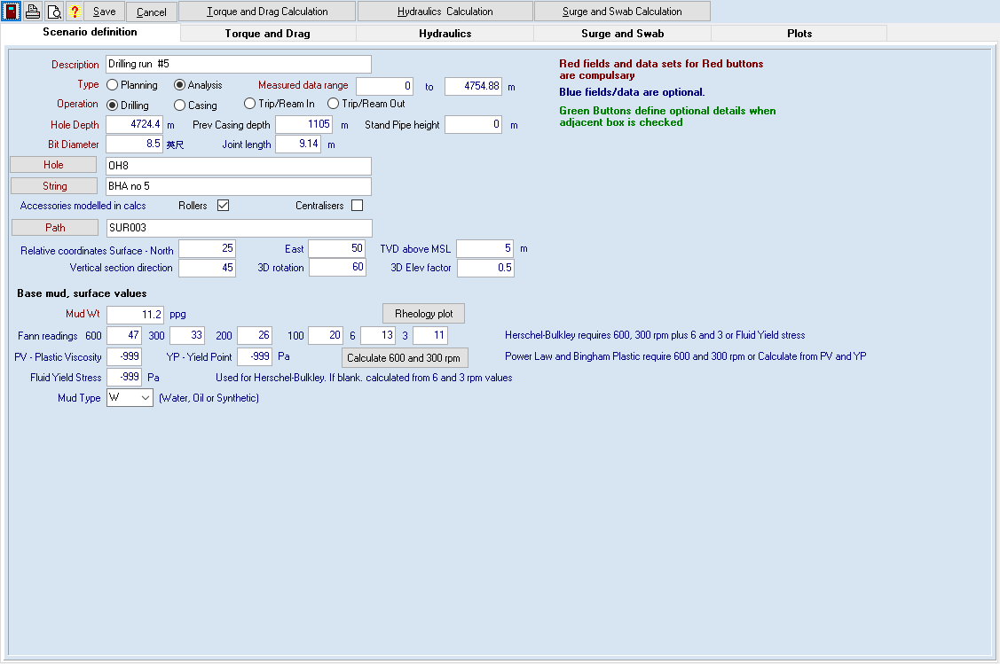 ? Save Cancel Torque and Drag Calculation Hydraulics Calculation Surge and Swab Calculation
Scenario definition Torque and Drag Hydraulics Surge and Swab Plots
Description Drilling run #5
Red fields and data sets for Red buttons
are compulsary
Type Planning Analysis Measured data range 0 to 4754.88 m
Blue fields/data are optional.
Operation Drilling Casing Trip/Ream In Trip/Ream Out
Green Buttons define optional details when
adjacent box is checked
Hole Depth 4724.4 m Prev Casing depth 1105 m Stand Pipe height 0 m
Bit Diameter 8.5 英尺 Joint length 9.14 m
Hole OH8
String BHA no 5
Accessories modelled in calcs Rollers Centralisers
Path SUR003
Relative coordinates Surface - North 25 East 50 TVD above MSL 5 m
Vertical section direction 45 3D rotation 60 3D Elev factor 0.5
Base mud, surface values
Mud Wt 11.2 ppg Rheology plot
Fann readings 600 47 300 33 200 26 100 20 6 13 3 11 Herschel-Bulkley requires 600, 300 rpm plus 6 and 3 or Fluid Yield stress
PV - Plastic Viscosity -999 YP - Yield Point -999 Pa Calculate 600 and 300 rpm Power Law and Bingham Plastic require 600 and 300 rpm or Calculate from PV and YP
Fluid Yield Stress -999 Pa Used for Herschel-Bulkley. If blank. calculated from 6 and 3 rpm values
Mud Type W (Water, Oil or Synthetic)